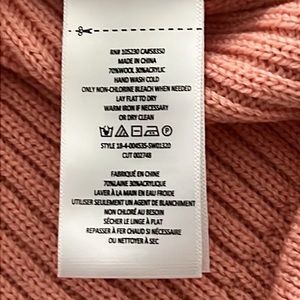 RN# 105230 CA#58350
MADE IN CHINA
70%WOOL 30%ACRYLIC
HAND WASH COLD
ONLY NON-CHLORINE BLEACH WHEN NEEDED
LAY FLAT TO DRY
WARM IRON IF NECESSARY
OR DRY CLEAN
STYLE 18-4-004535-SW01320
CUT 002748
FABRIQUÉ EN CHINE
70%LAINE 30%ACRYLIQUE
LAVER À LA MAIN EN EAU FROIDE
UTILISER SEULEMENT UN AGENT DE BLANCHIMENT
NON CHLORÉ AU BESOIN
SÉCHER LE LINGE À PLAT
REPASSER À FER CHAUD SI NÉCESSAIRE
OU NETTOYER À SEC